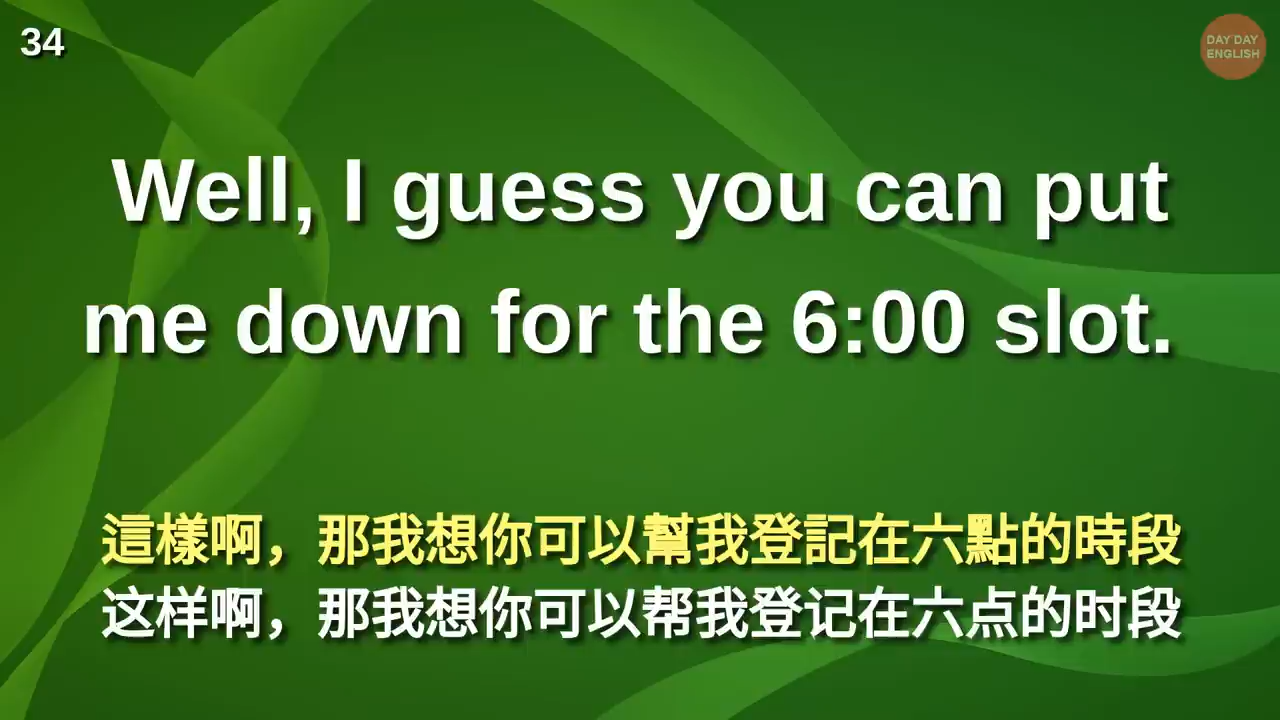 34
DAY DAY
ENGLISH
Well, I guess you can put
me down for the 6:00 slot.
這樣啊，那我想你可以幫我登記在六點的時段
这样啊，那我想你可以帮我登记在六点的时段